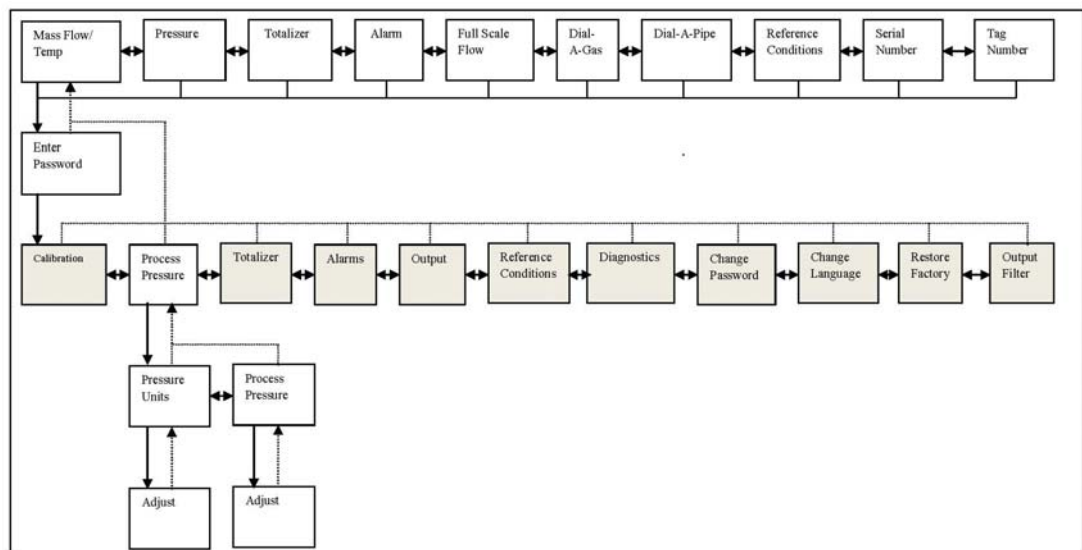 Mass Flow/
Temp
Pressure
Totalizer
Alarm
Full Scale
Flow
Dial-
A-Gas
Dial-A-Pipe
Reference
Conditions
Serial
Number
Tag
Number
Enter
Password
Calibration
Process
Pressure
Totalizer
Alarms
Output
Reference
Conditions
Diagnostics
Change
Password
Change
Language
Restore
Factory
Output
Filter
Pressure
Units
Process
Pressure
Adjust
Adjust